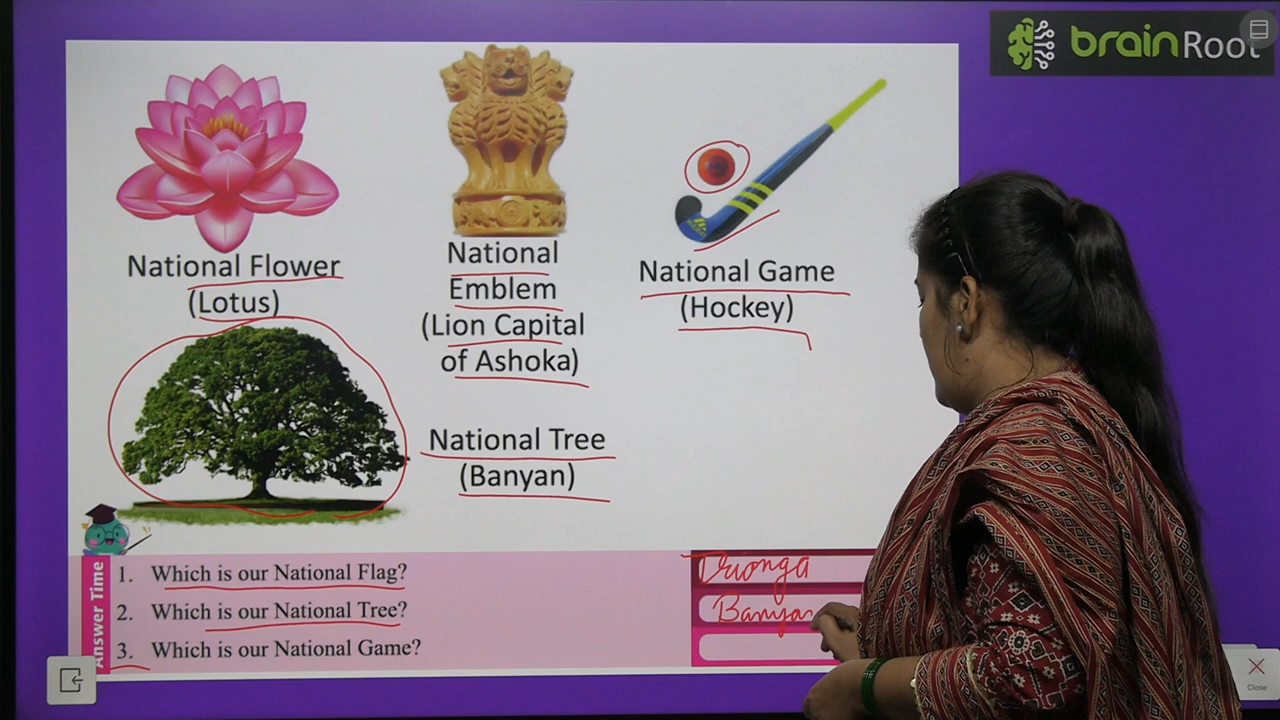 brainRoot
National Flower
(Lotus)
National
Emblem
(Lion Capital
of Ashoka)
National Game
(Hockey)
National Tree
(Banyan)
Answer Time
1. Which is our National Flag?
2. Which is our National Tree?
3. Which is our National Game?
Banyan
Close